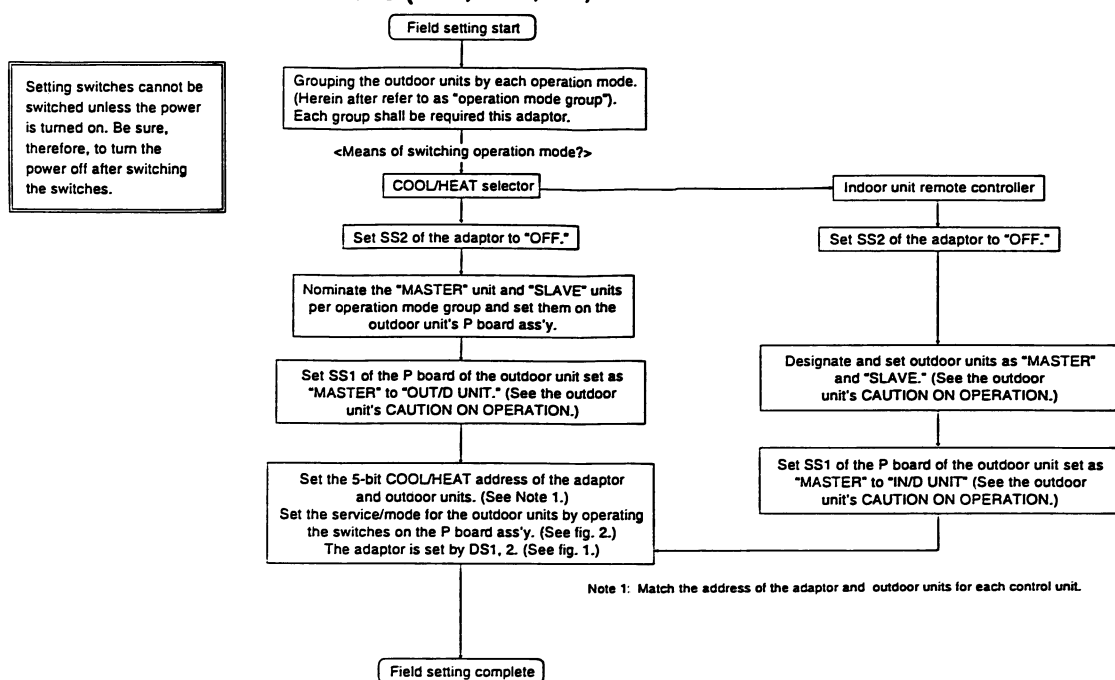 Field setting start
Setting switches cannot be
switched unless the power
is turned on. Be sure,
therefore, to turn the
power off after switching
the switches.
Grouping the outdoor units by each operation mode.
(Herein after refer to as "operation mode group").
Each group shall be required this adaptor.
<Means of switching operation mode?>
COOL/HEAT selector
Indoor unit remote controller
Set SS2 of the adaptor to "OFF."
Set SS2 of the adaptor to "OFF."
Nominate the "MASTER" unit and "SLAVE" units
per operation mode group and set them on the
outdoor unit's P board ass'y.
Designate and set outdoor units as "MASTER"
and "SLAVE." (See the outdoor
unit's CAUTION ON OPERATION.)
Set SS1 of the P board of the outdoor unit set as
"MASTER" to "OUT/D UNIT." (See the outdoor
unit's CAUTION ON OPERATION.)
Set SS1 of the P board of the outdoor unit set as
"MASTER" to "IN/D UNIT" (See the outdoor
unit's CAUTION ON OPERATION.)
Set the 5-bit COOL/HEAT address of the adaptor
and outdoor units. (See Note 1.)
Set the service/mode for the outdoor units by operating
the switches on the P board ass'y. (See fig. 2.)
The adaptor is set by DS1, 2. (See fig. 1.)
Note 1: Match the address of the adaptor and outdoor units for each control unit.
Field setting complete